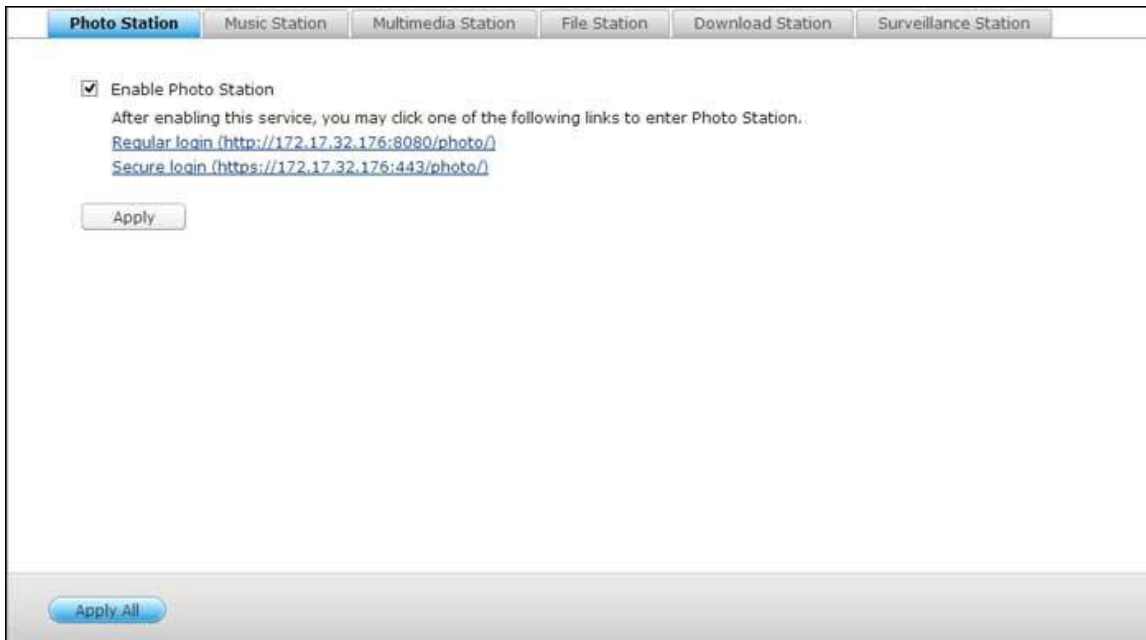 Photo Station Music Station Multimedia Station File Station Download Station Surveillance Station
Enable Photo Station
After enabling this service, you may click one of the following links to enter Photo Station.
Regular login (http://172.17.32.176:8080/photo/)
Secure login (https://172.17.32.176:443/photo/)
Apply
Apply All